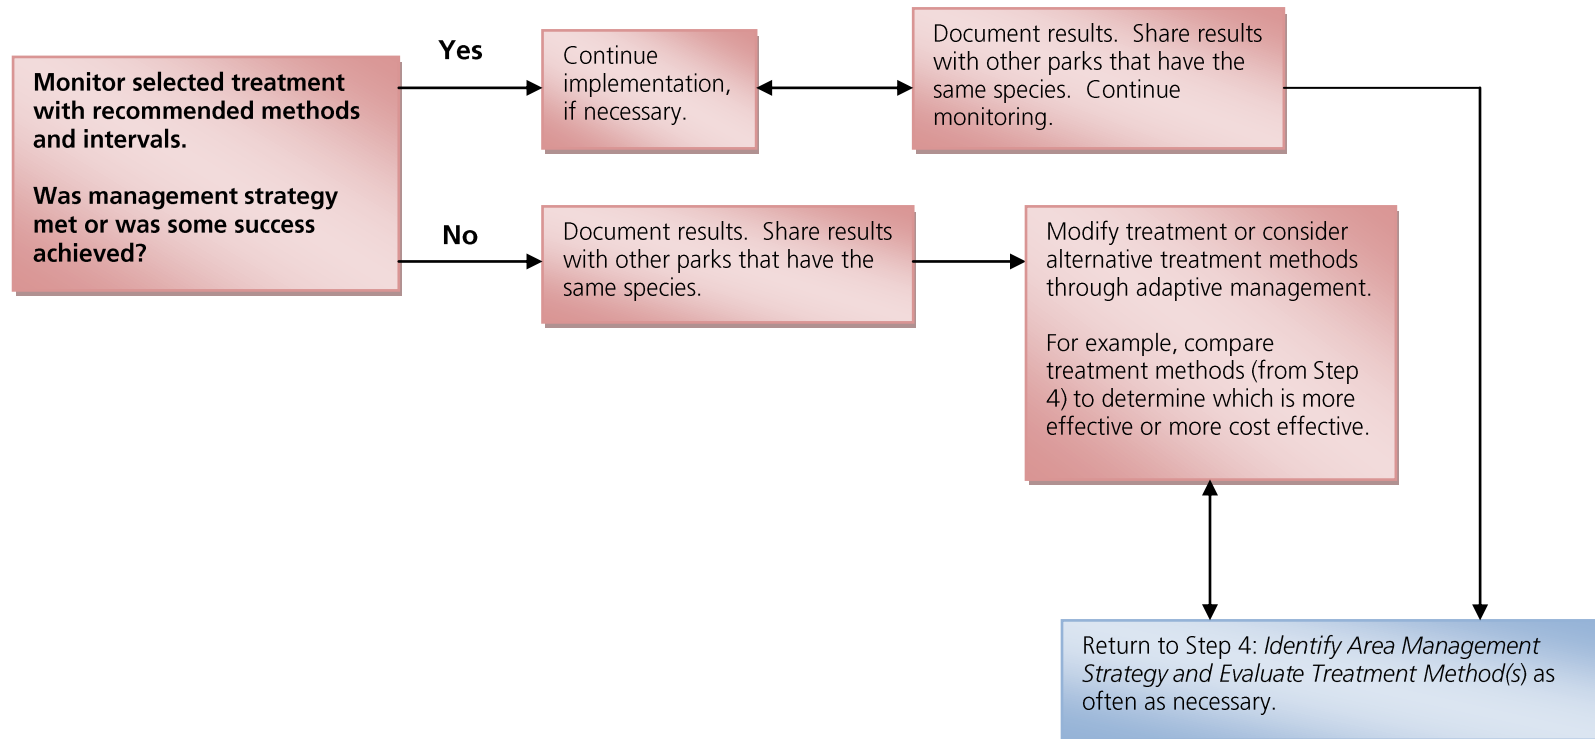 Monitor selected treatment
with recommended methods
and intervals.
Was management strategy
met or was some success
achieved?
Yes
Continue
implementation,
if necessary.
Document results.  Share results
with other parks that have the
same species.  Continue
monitoring.
No
Document results.  Share results
with other parks that have the
same species.
Modify treatment or consider
alternative treatment methods
through adaptive management.
For example, compare
treatment methods (from Step
4) to determine which is more
effective or more cost effective.
Return to Step 4: Identify Area Management
Strategy and Evaluate Treatment Method(s) as
often as necessary.